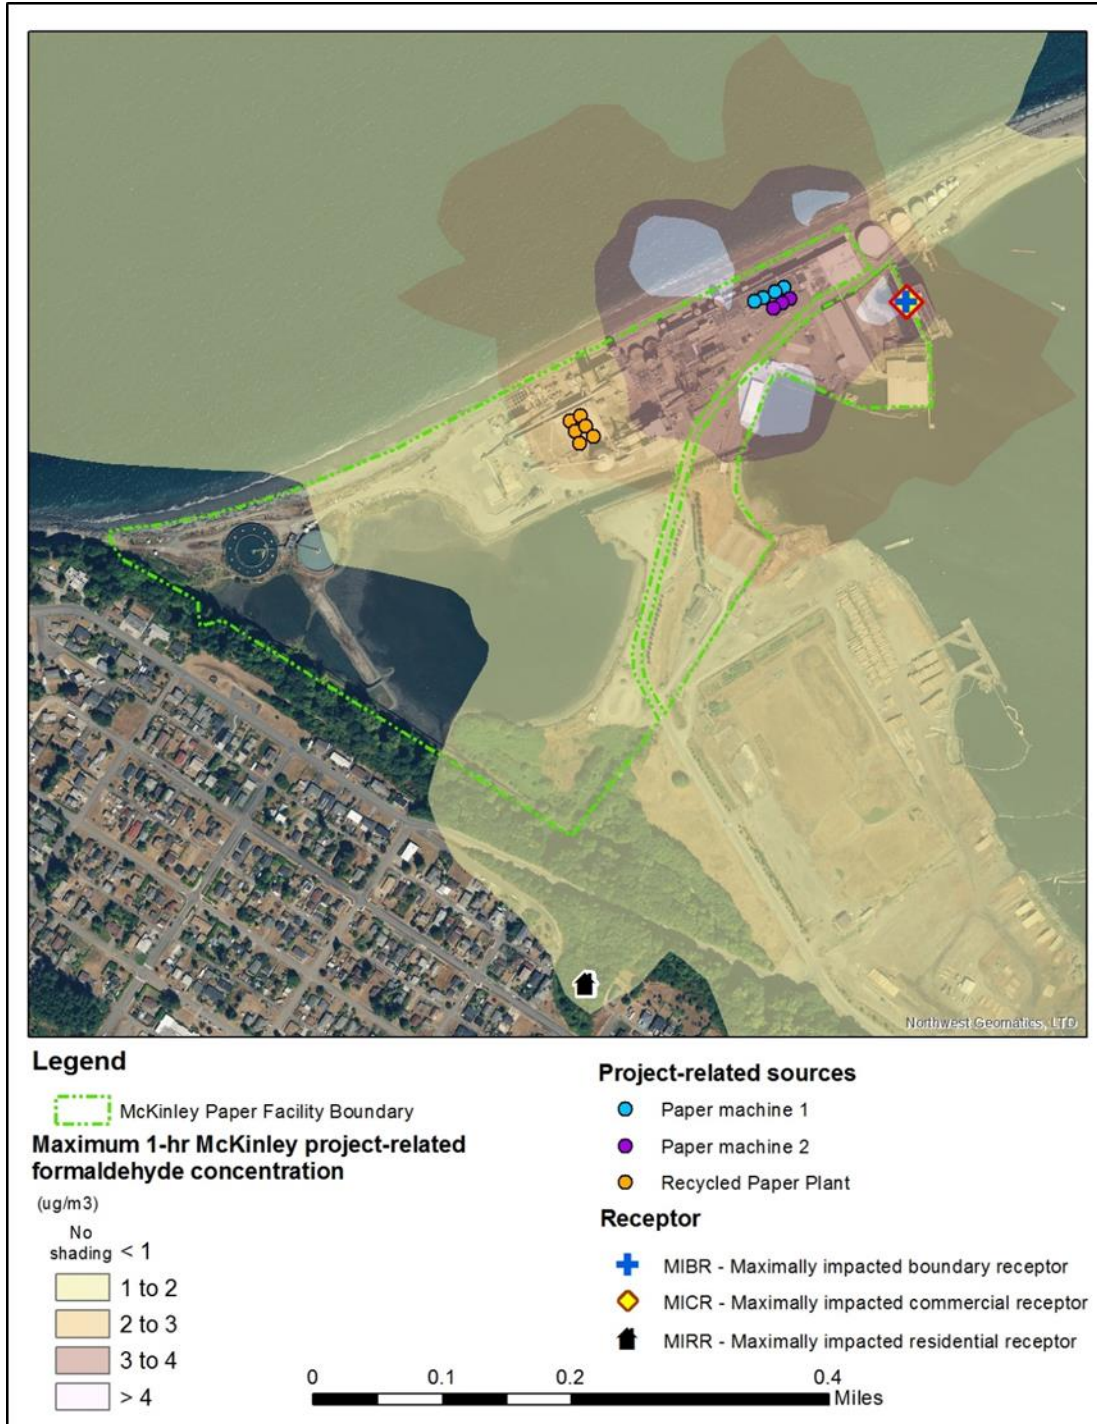 Northwest Geomatics, LTD
Legend
McKinley Paper Facility Boundary
Maximum 1-hr McKinley project-related
formaldehyde concentration
(ug/m3)
No
shading < 1
1 to 2
2 to 3
3 to 4
> 4
Project-related sources
Paper machine 1
Paper machine 2
Recycled Paper Plant
Receptor
MIBR - Maximally impacted boundary receptor
MICR - Maximally impacted commercial receptor
MIRR - Maximally impacted residential receptor
0 0.1 0.2 0.4
Miles